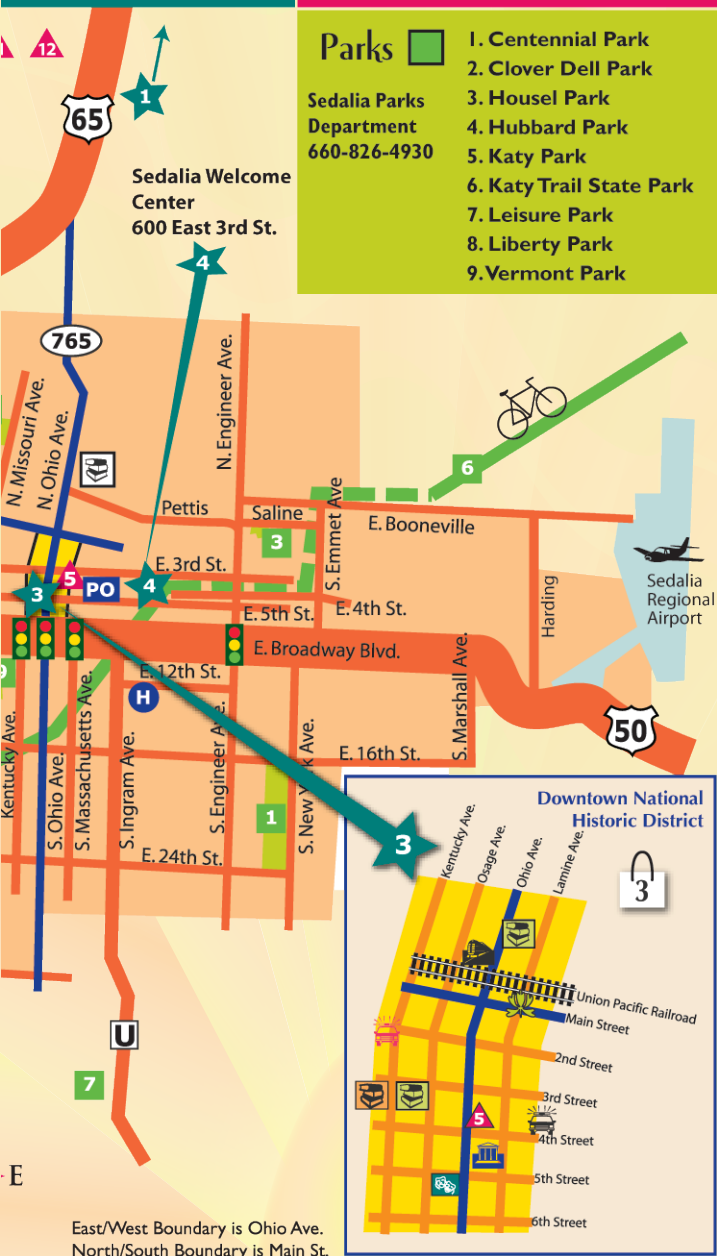 12
1
65
Parks
Sedalia Parks
Department
660-826-4930
1. Centennial Park
2. Clover Dell Park
3. Housel Park
4. Hubbard Park
5. Katy Park
6. Katy Trail State Park
7. Leisure Park
8. Liberty Park
9. Vermont Park
Sedalia Welcome
Center
600 East 3rd St.
4
765
N. Missouri Ave.
N. Ohio Ave.
N. Engineer Ave.
Pettis
Saline
S. Emmet Ave
E. Booneville
6
3
E. 3rd St.
5
PO
4
3
E. 5th St.
E. 4th St.
Harding
Sedalia
Regional
Airport
E. Broadway Blvd.
E. 12th St.
H
9
Kentucky Ave.
S. Ohio Ave.
S. Massachusetts Ave.
S. Ingram Ave.
S. Engineer Ave.
S. New York Ave.
S. Marshall Ave.
50
E. 16th St.
1
E. 24th St.
U
7
E
East/West Boundary is Ohio Ave.
North/South Boundary is Main St.
Downtown National
Historic District
3
3
Kentucky Ave.
Osage Ave.
Ohio Ave.
Lamine Ave.
Union Pacific Railroad
Main Street
2nd Street
3rd Street
5
4th Street
5th Street
6th Street